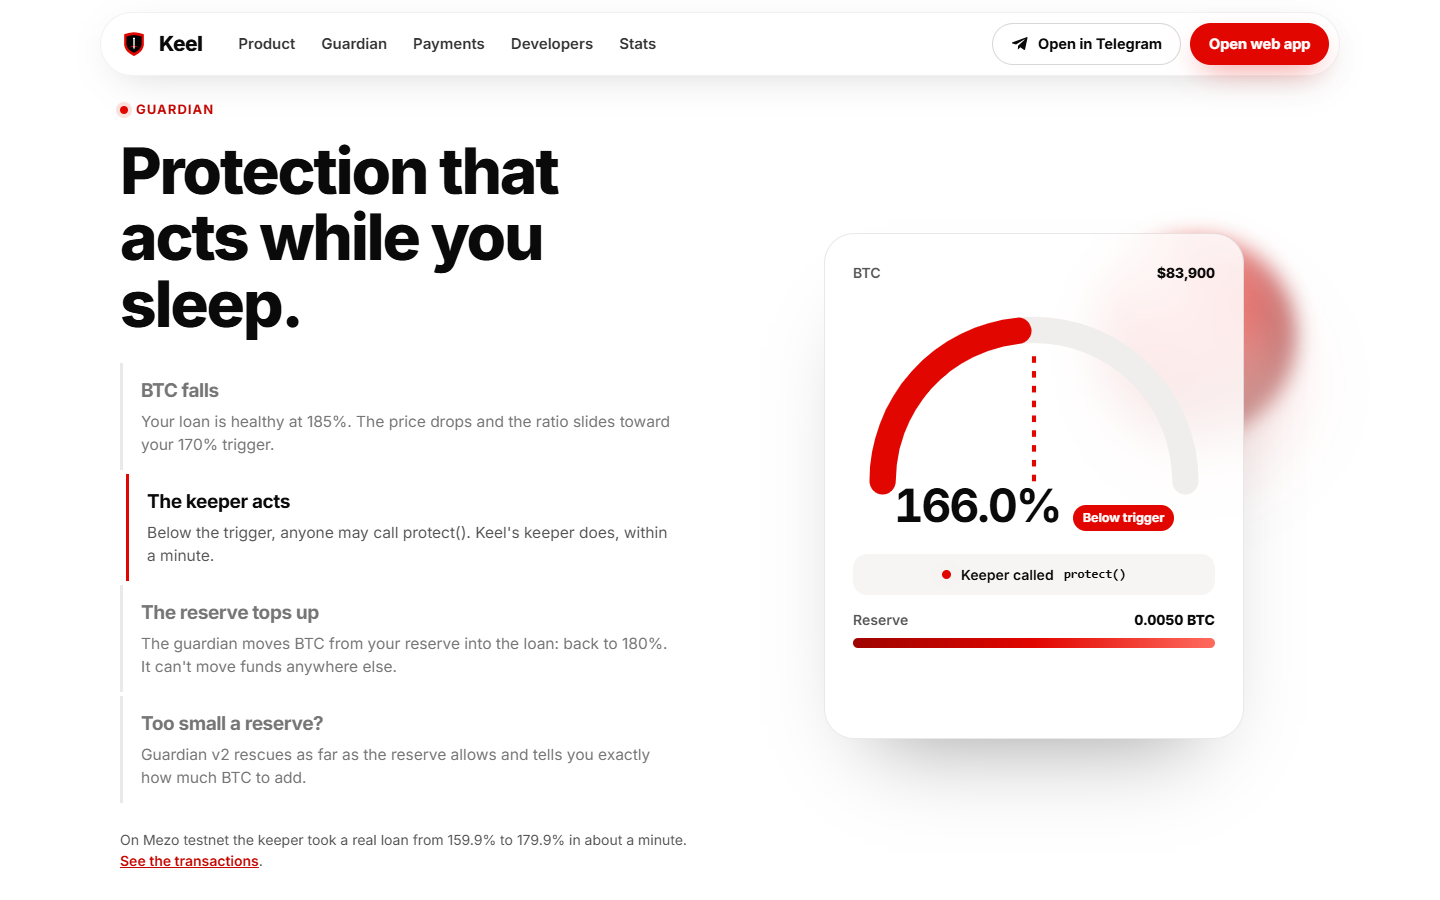 Keel
Product
Guardian
Payments
Developers
Stats
Open in Telegram
Open web app
GUARDIAN
Protection that
acts while you
sleep.
BTC falls
Your loan is healthy at 185%. The price drops and the ratio slides toward
your 170% trigger.
The keeper acts
Below the trigger, anyone may call protect(). Keel's keeper does, within
a minute.
The reserve tops up
The guardian moves BTC from your reserve into the loan: back to 180%.
It can't move funds anywhere else.
Too small a reserve?
Guardian v2 rescues as far as the reserve allows and tells you exactly
how much BTC to add.
On Mezo testnet the keeper took a real loan from 159.9% to 179.9% in about a minute.
See the transactions.
BTC
$83,900
166.0%
Below trigger
Keeper called protect()
Reserve
0.0050 BTC